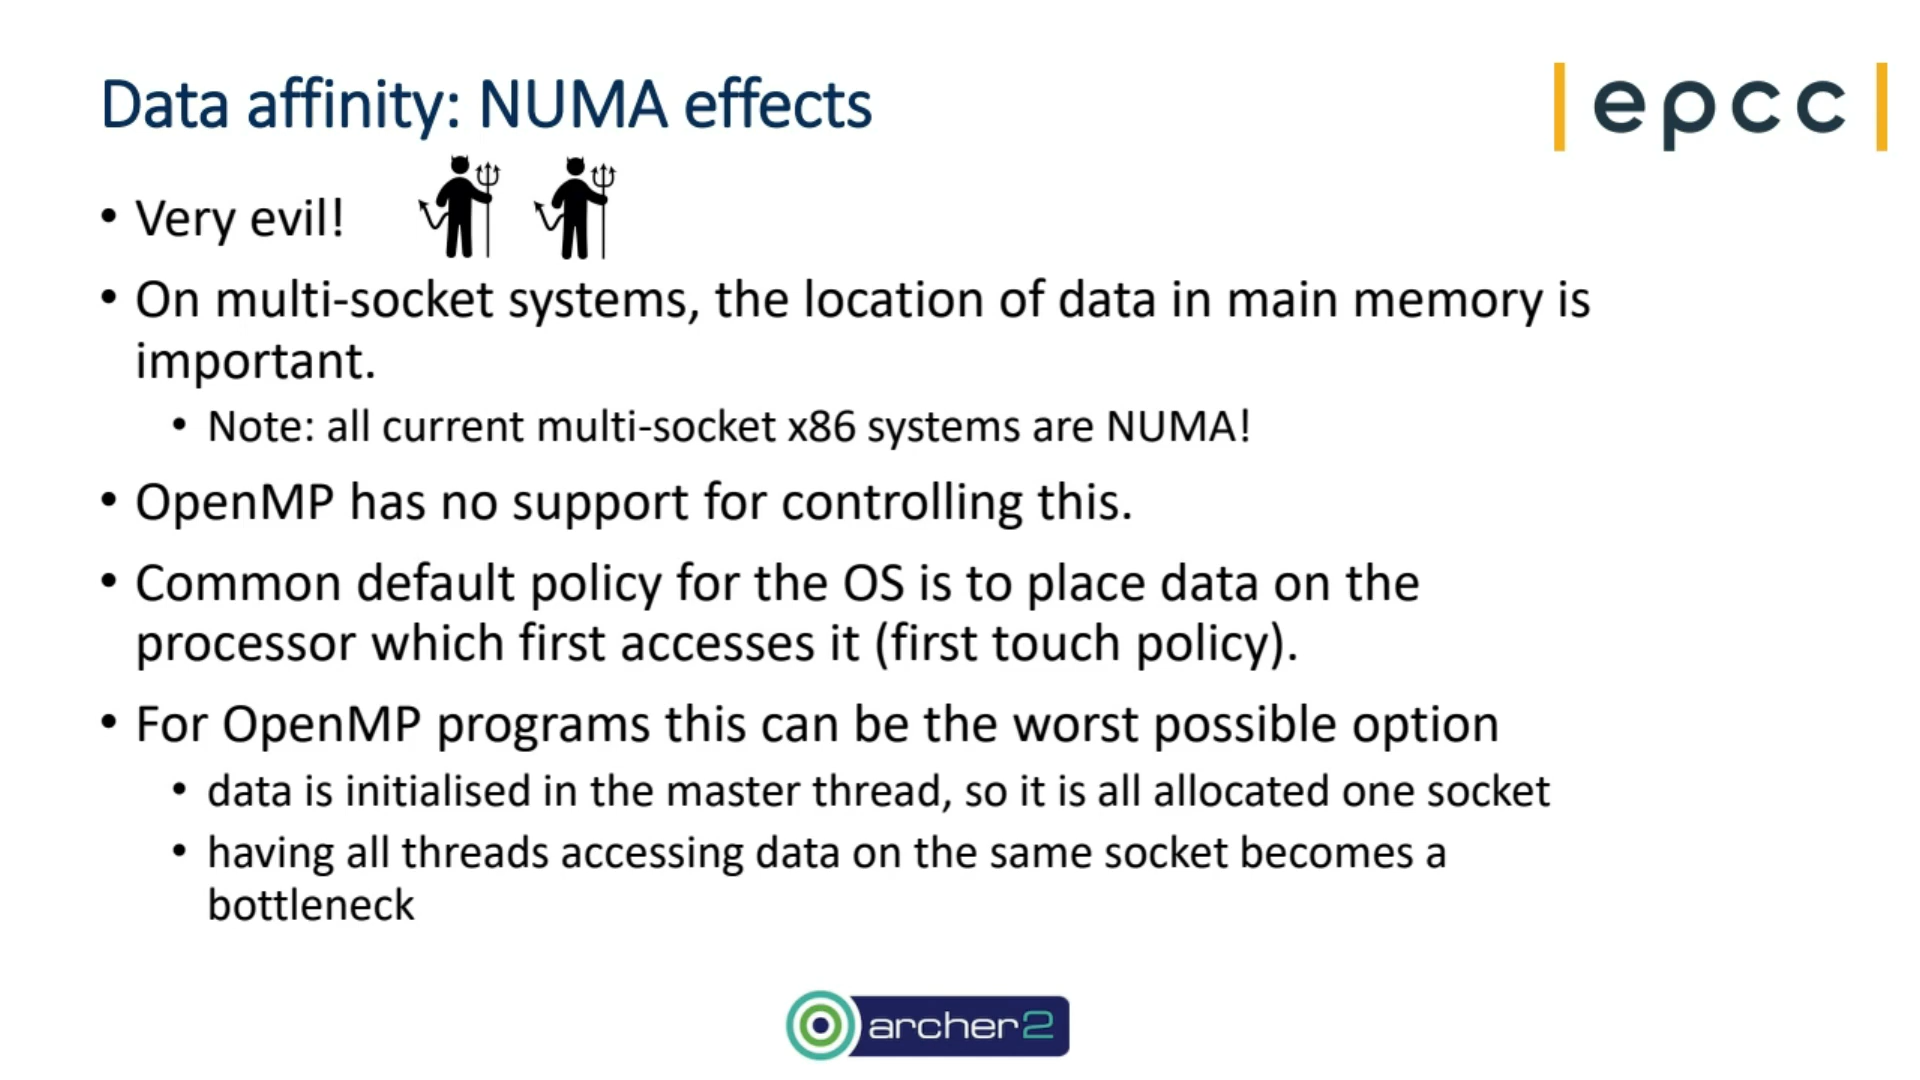 Data affinity: NUMA effects
|epcc|
• Very evil!
• On multi-socket systems, the location of data in main memory is
important.
• Note: all current multi-socket x86 systems are NUMA!
• OpenMP has no support for controlling this.
• Common default policy for the OS is to place data on the
processor which first accesses it (first touch policy).
• For OpenMP programs this can be the worst possible option
• data is initialised in the master thread, so it is all allocated one socket
• having all threads accessing data on the same socket becomes a
bottleneck
archer2